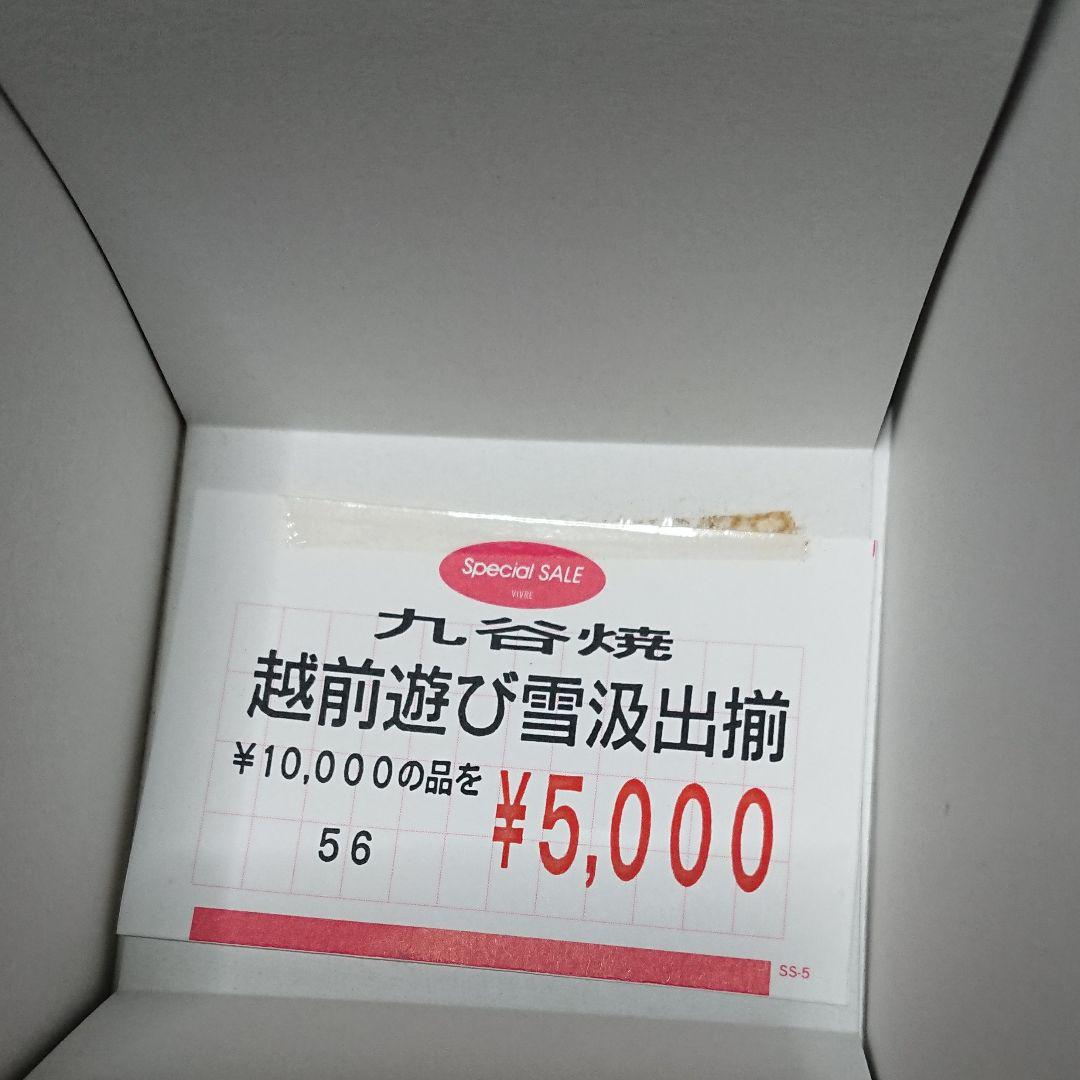 Special SALE
VIVRE
九谷焼
越前遊び雪汲出揃
¥10,000の品を
¥5,000
56
SS-5